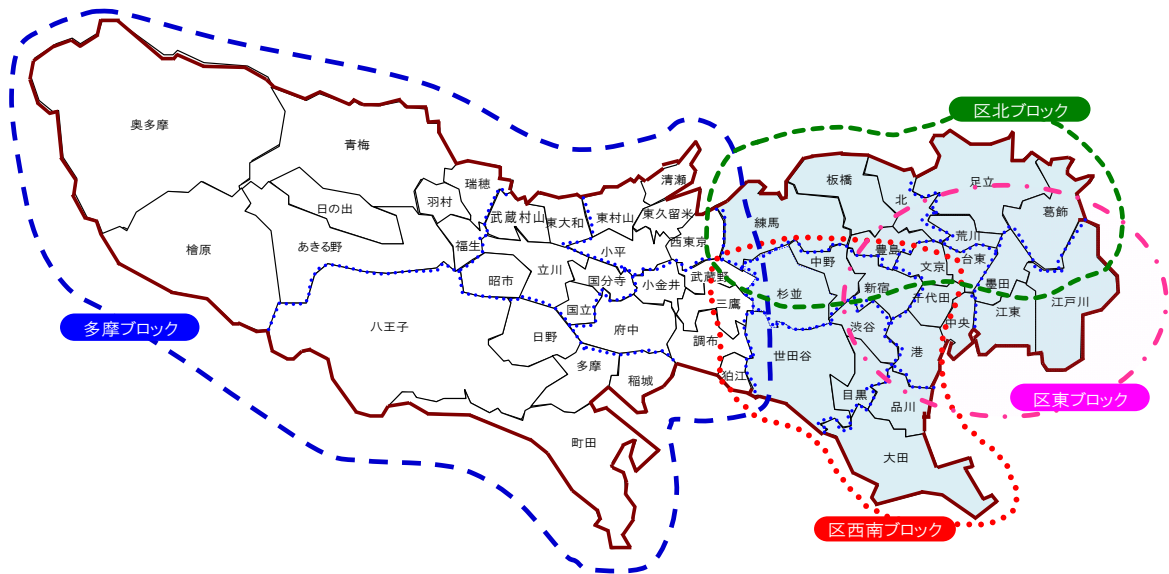 区北ブロック
奥多摩
青梅
瑞穂
羽村
日の出
あきる野
檜原
武蔵村山
東大和
東村山
清瀬
東久留米
西東京
福生
昭市
立川
小平
国分寺
小金井
武蔵野
三鷹
国立
府中
調布
日野
多摩
稲城
狛江
八王子
町田
多摩ブロック
板橋
北
足立
葛飾
練馬
荒川
豊島
文京
台東
中野
杉並
新宿
千代田
墨田
江東
江戸川
中央
渋谷
世田谷
港
目黒
品川
大田
区東ブロック
区西南ブロック